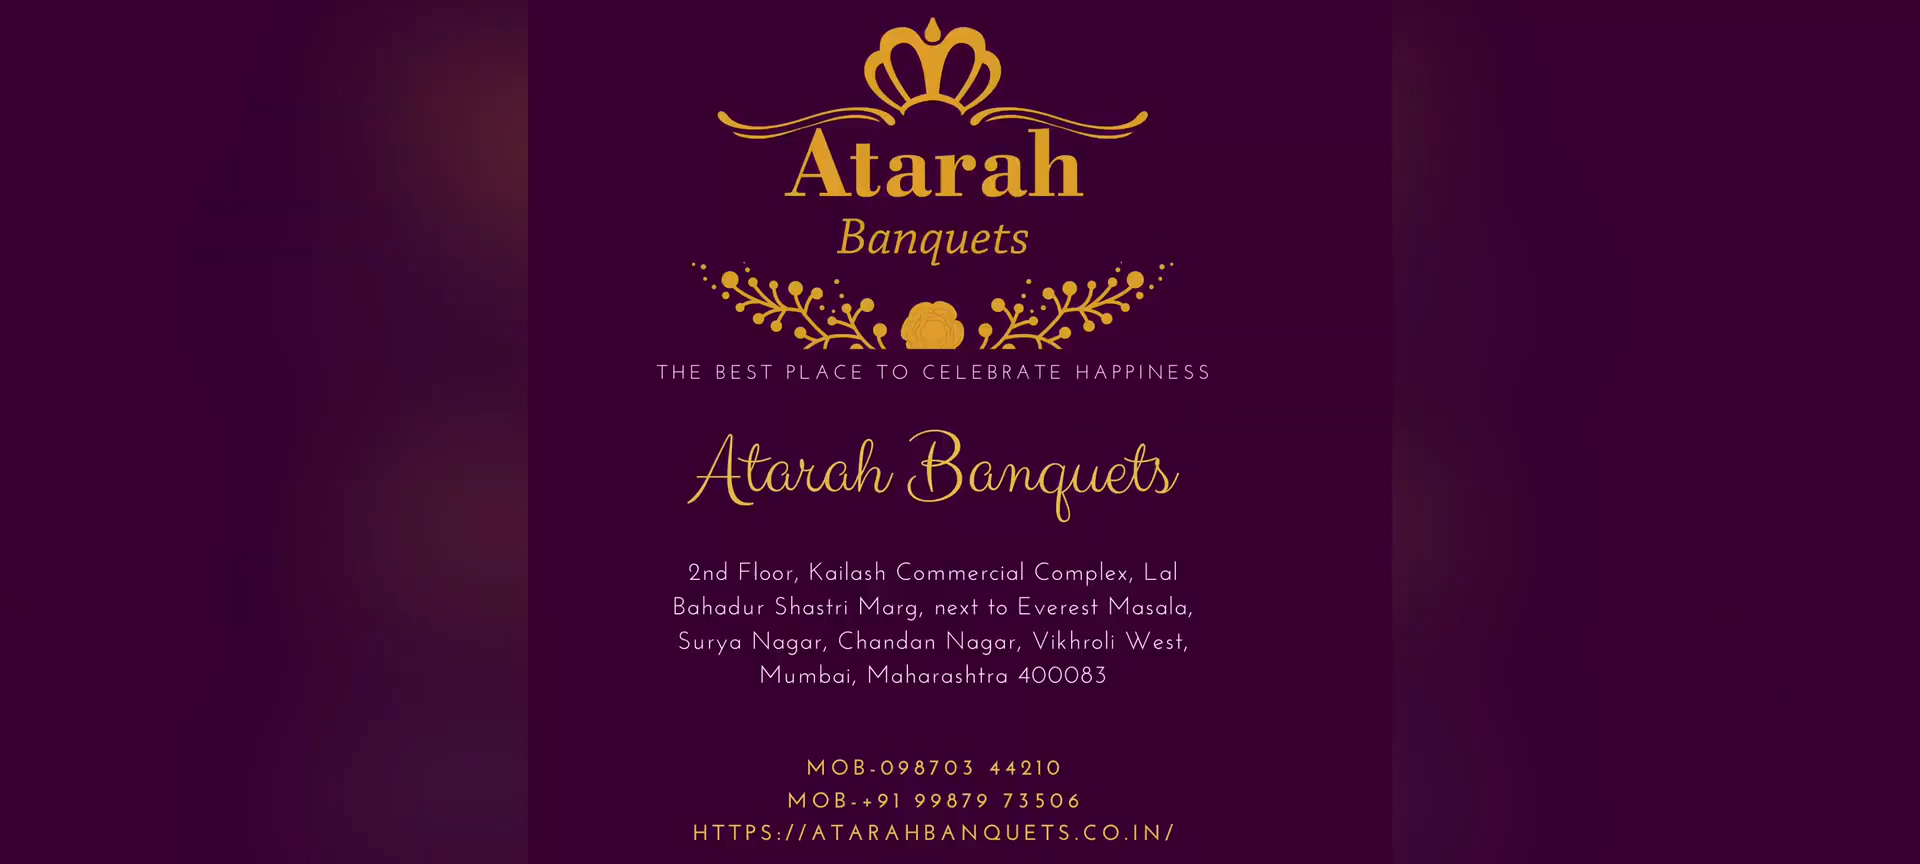 Atarah
Banquets
THE BEST PLACE TO CELEBRATE HAPPINESS
Atarah Banquets
2nd Floor, Kailash Commercial Complex, Lal
Bahadur Shastri Marg, next to Everest Masala,
Surya Nagar, Chandan Nagar, Vikhroli West,
Mumbai, Maharashtra 400083
MOB-098703 44210
MOB-+91 99879 73506
HTTPS://ATARAHBANQUETS.CO.IN/